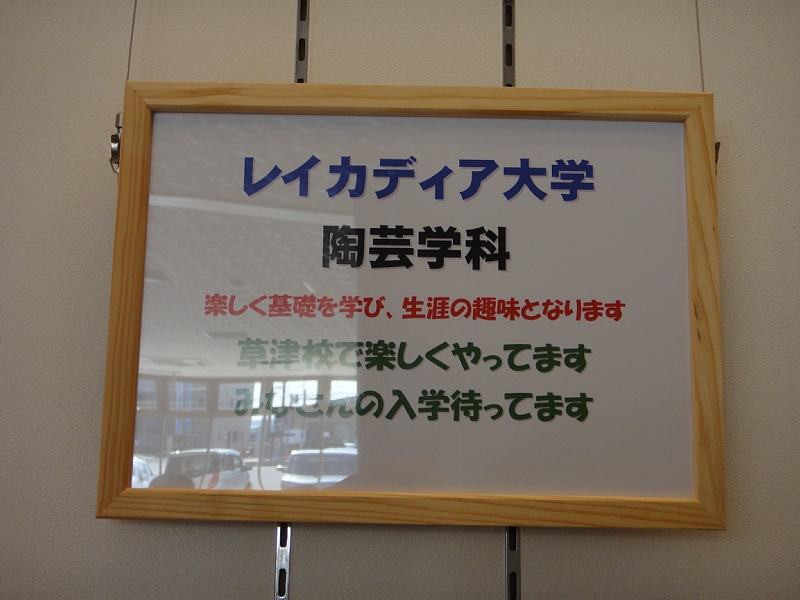 レイカディア大学
陶芸学科
楽しく基礎を学び、生涯の趣味となります
草津校で楽しくやってます
みなさんの入学待ってます